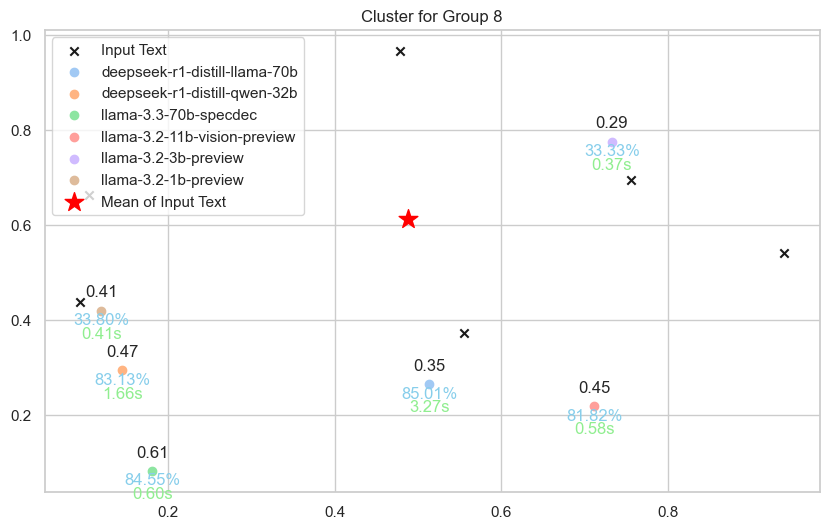 Cluster for Group 8
1.0
0.8
0.6
0.4
0.2
Input Text
deepseek-r1-distill-llama-70b
deepseek-r1-distill-qwen-32b
llama-3.3-70b-specdec
llama-3.2-11b-vision-preview
llama-3.2-3b-preview
llama-3.2-1b-preview
Mean of Input Text
0.29
33.33%
0.37s
0.41
33.80%
0.41s
0.47
83.13%
1.66s
0.35
85.01%
3.27s
0.45
81.82%
0.58s
0.61
84.55%
0.60s
0.2
0.4
0.6
0.8